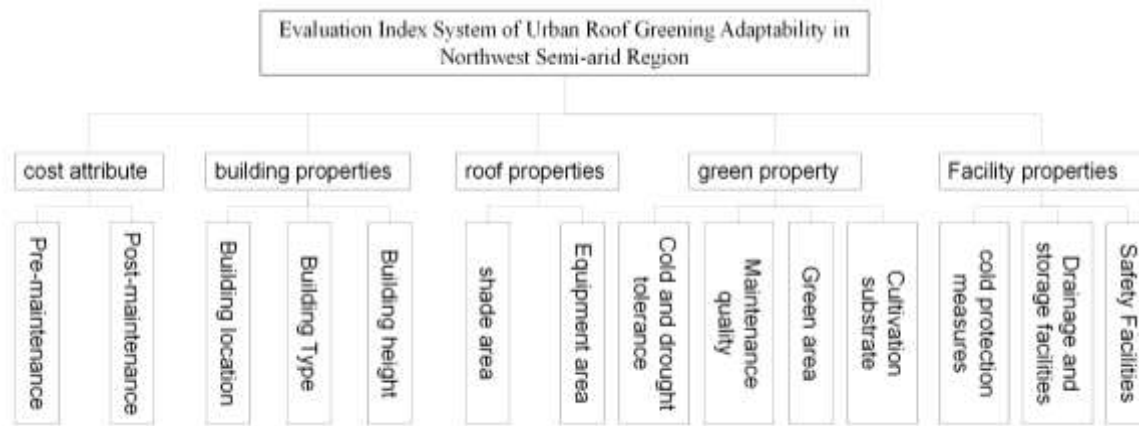 Evaluation Index System of Urban Roof Greening Adaptability in
Northwest Semi-arid Region
cost attribute
building properties
roof properties
green property
Facility properties
Pre-maintenance
Post-maintenance
Building location
Building Type
Building height
shade area
Equipment area
Cold and drought
tolerance
Maintenance
quality
Green area
Cultivation
substrate
cold protection
measures
Drainage and
storage facilities
Safety Facilities